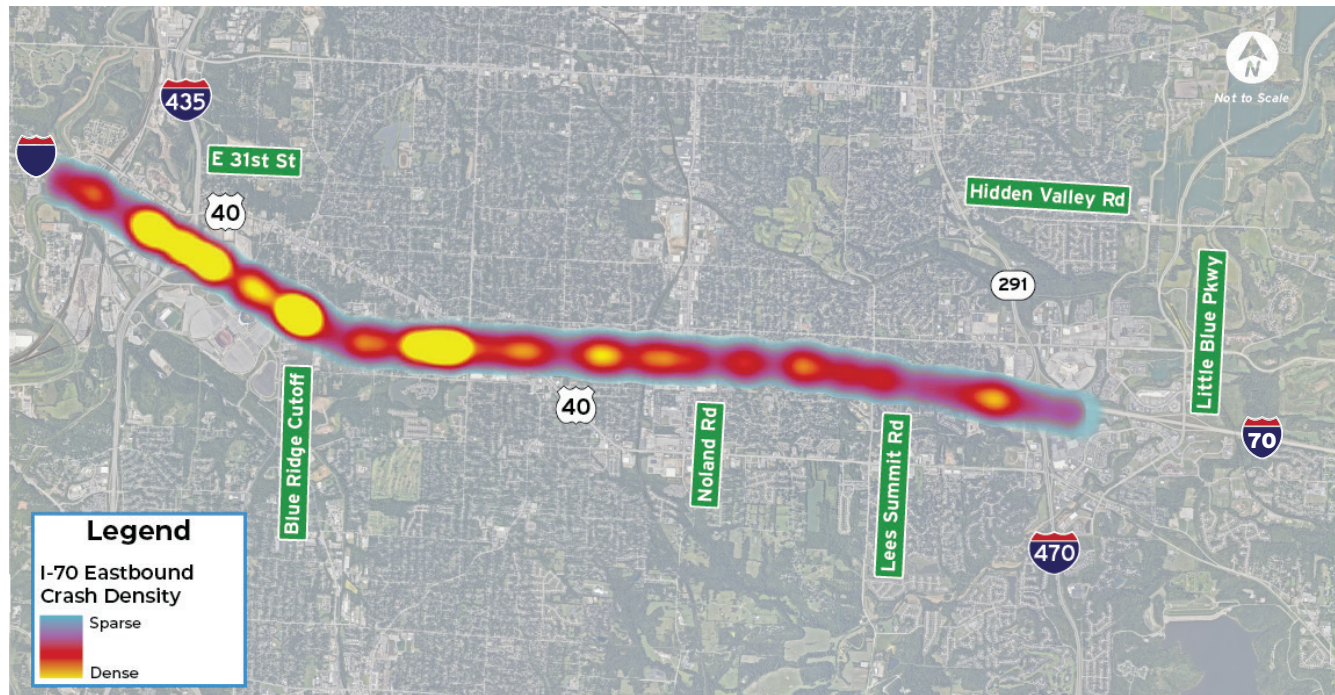 N
Not to Scale
435
E 31st St
40
Hidden Valley Rd
291
Little Blue Pkwy
Blue Ridge Cutoff
40
Noland Rd
Lees Summit Rd
70
470
Legend
I-70 Eastbound
Crash Density
Sparse
Dense